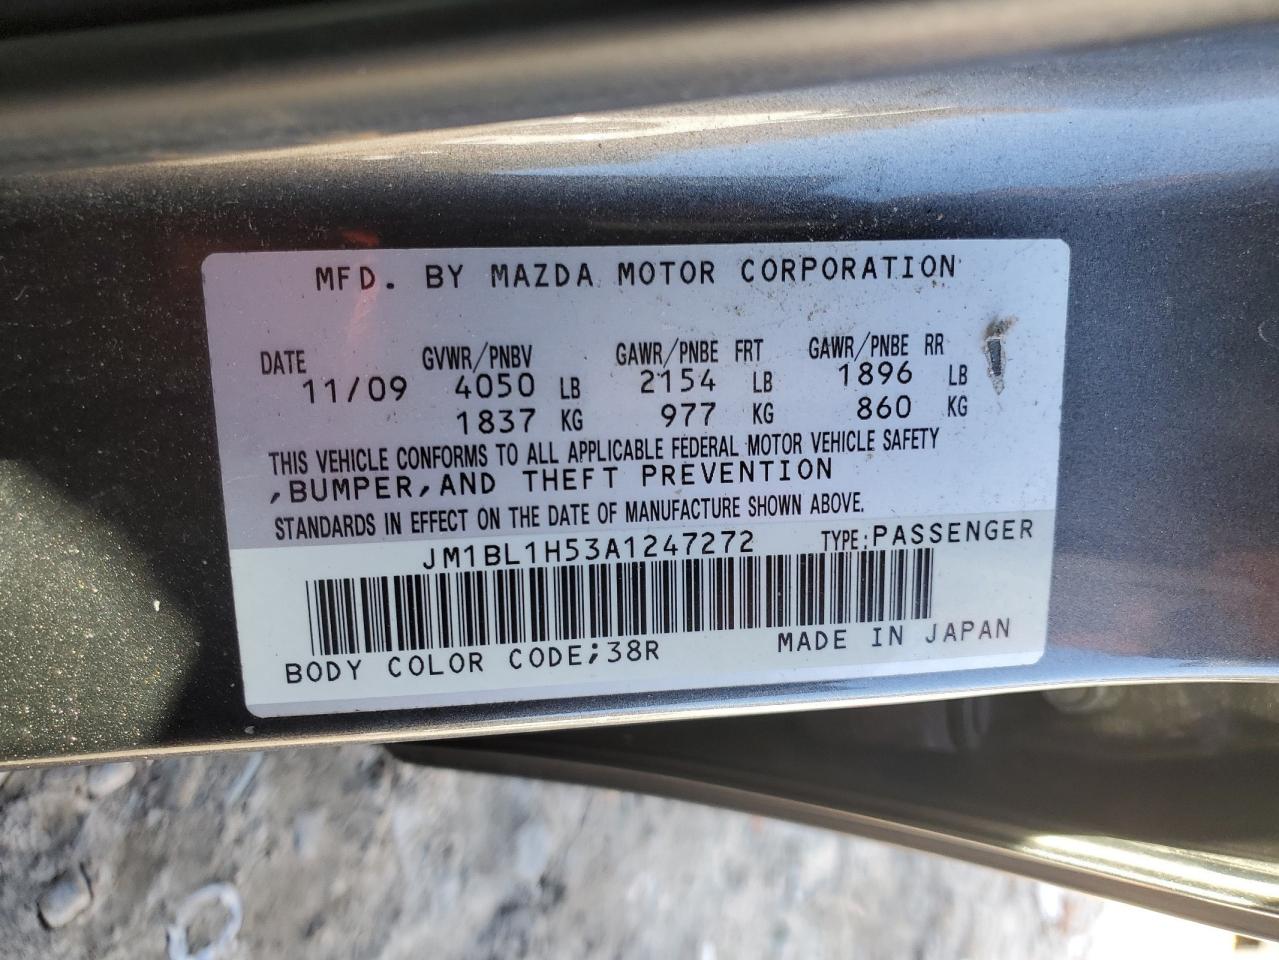 MFD. BY MAZDA MOTOR CORPORATION
DATE GVWR/PNBV GAWR/PNBE FRT GAWR/PNBE RR
11/09 4050 LB 2154 LB 1896 LB
1837 KG 977 KG 860 KG
THIS VEHICLE CONFORMS TO ALL APPLICABLE FEDERAL MOTOR VEHICLE SAFETY
,BUMPER,AND THEFT PREVENTION
STANDARDS IN EFFECT ON THE DATE OF MANUFACTURE SHOWN ABOVE.
JM1BL1H53A1247272 TYPE:PASSENGER
BODY COLOR CODE;38R MADE IN JAPAN